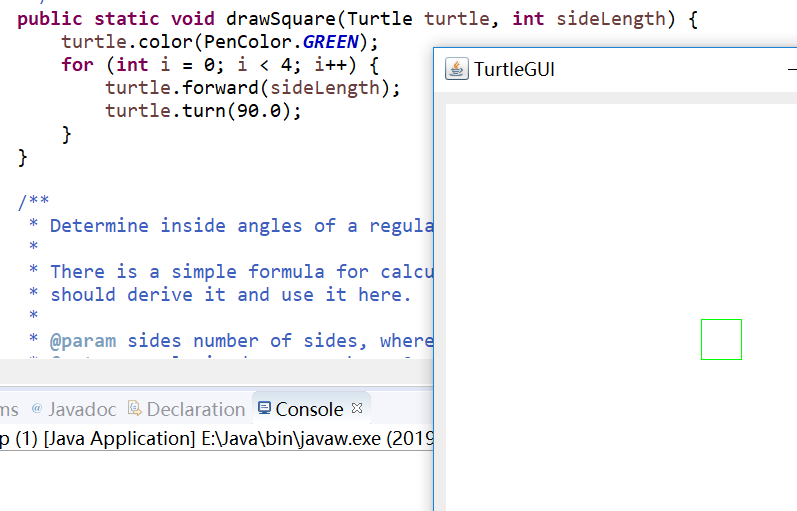 public static void drawSquare(Turtle turtle, int sideLength) {
turtle.color(PenColor.GREEN);
for (int i = 0; i < 4; i++) {
turtle.forward(sideLength);
turtle.turn(90.0);
}
}
TurtleGUI
/**
* Determine inside angles of a regula
*
* There is a simple formula for calcu
* should derive it and use it here.
*
* @param sides number of sides, where
ms @ Javadoc Declaration Console
p (1) [Java Application] E:\Java\bin\javaw.exe (2019